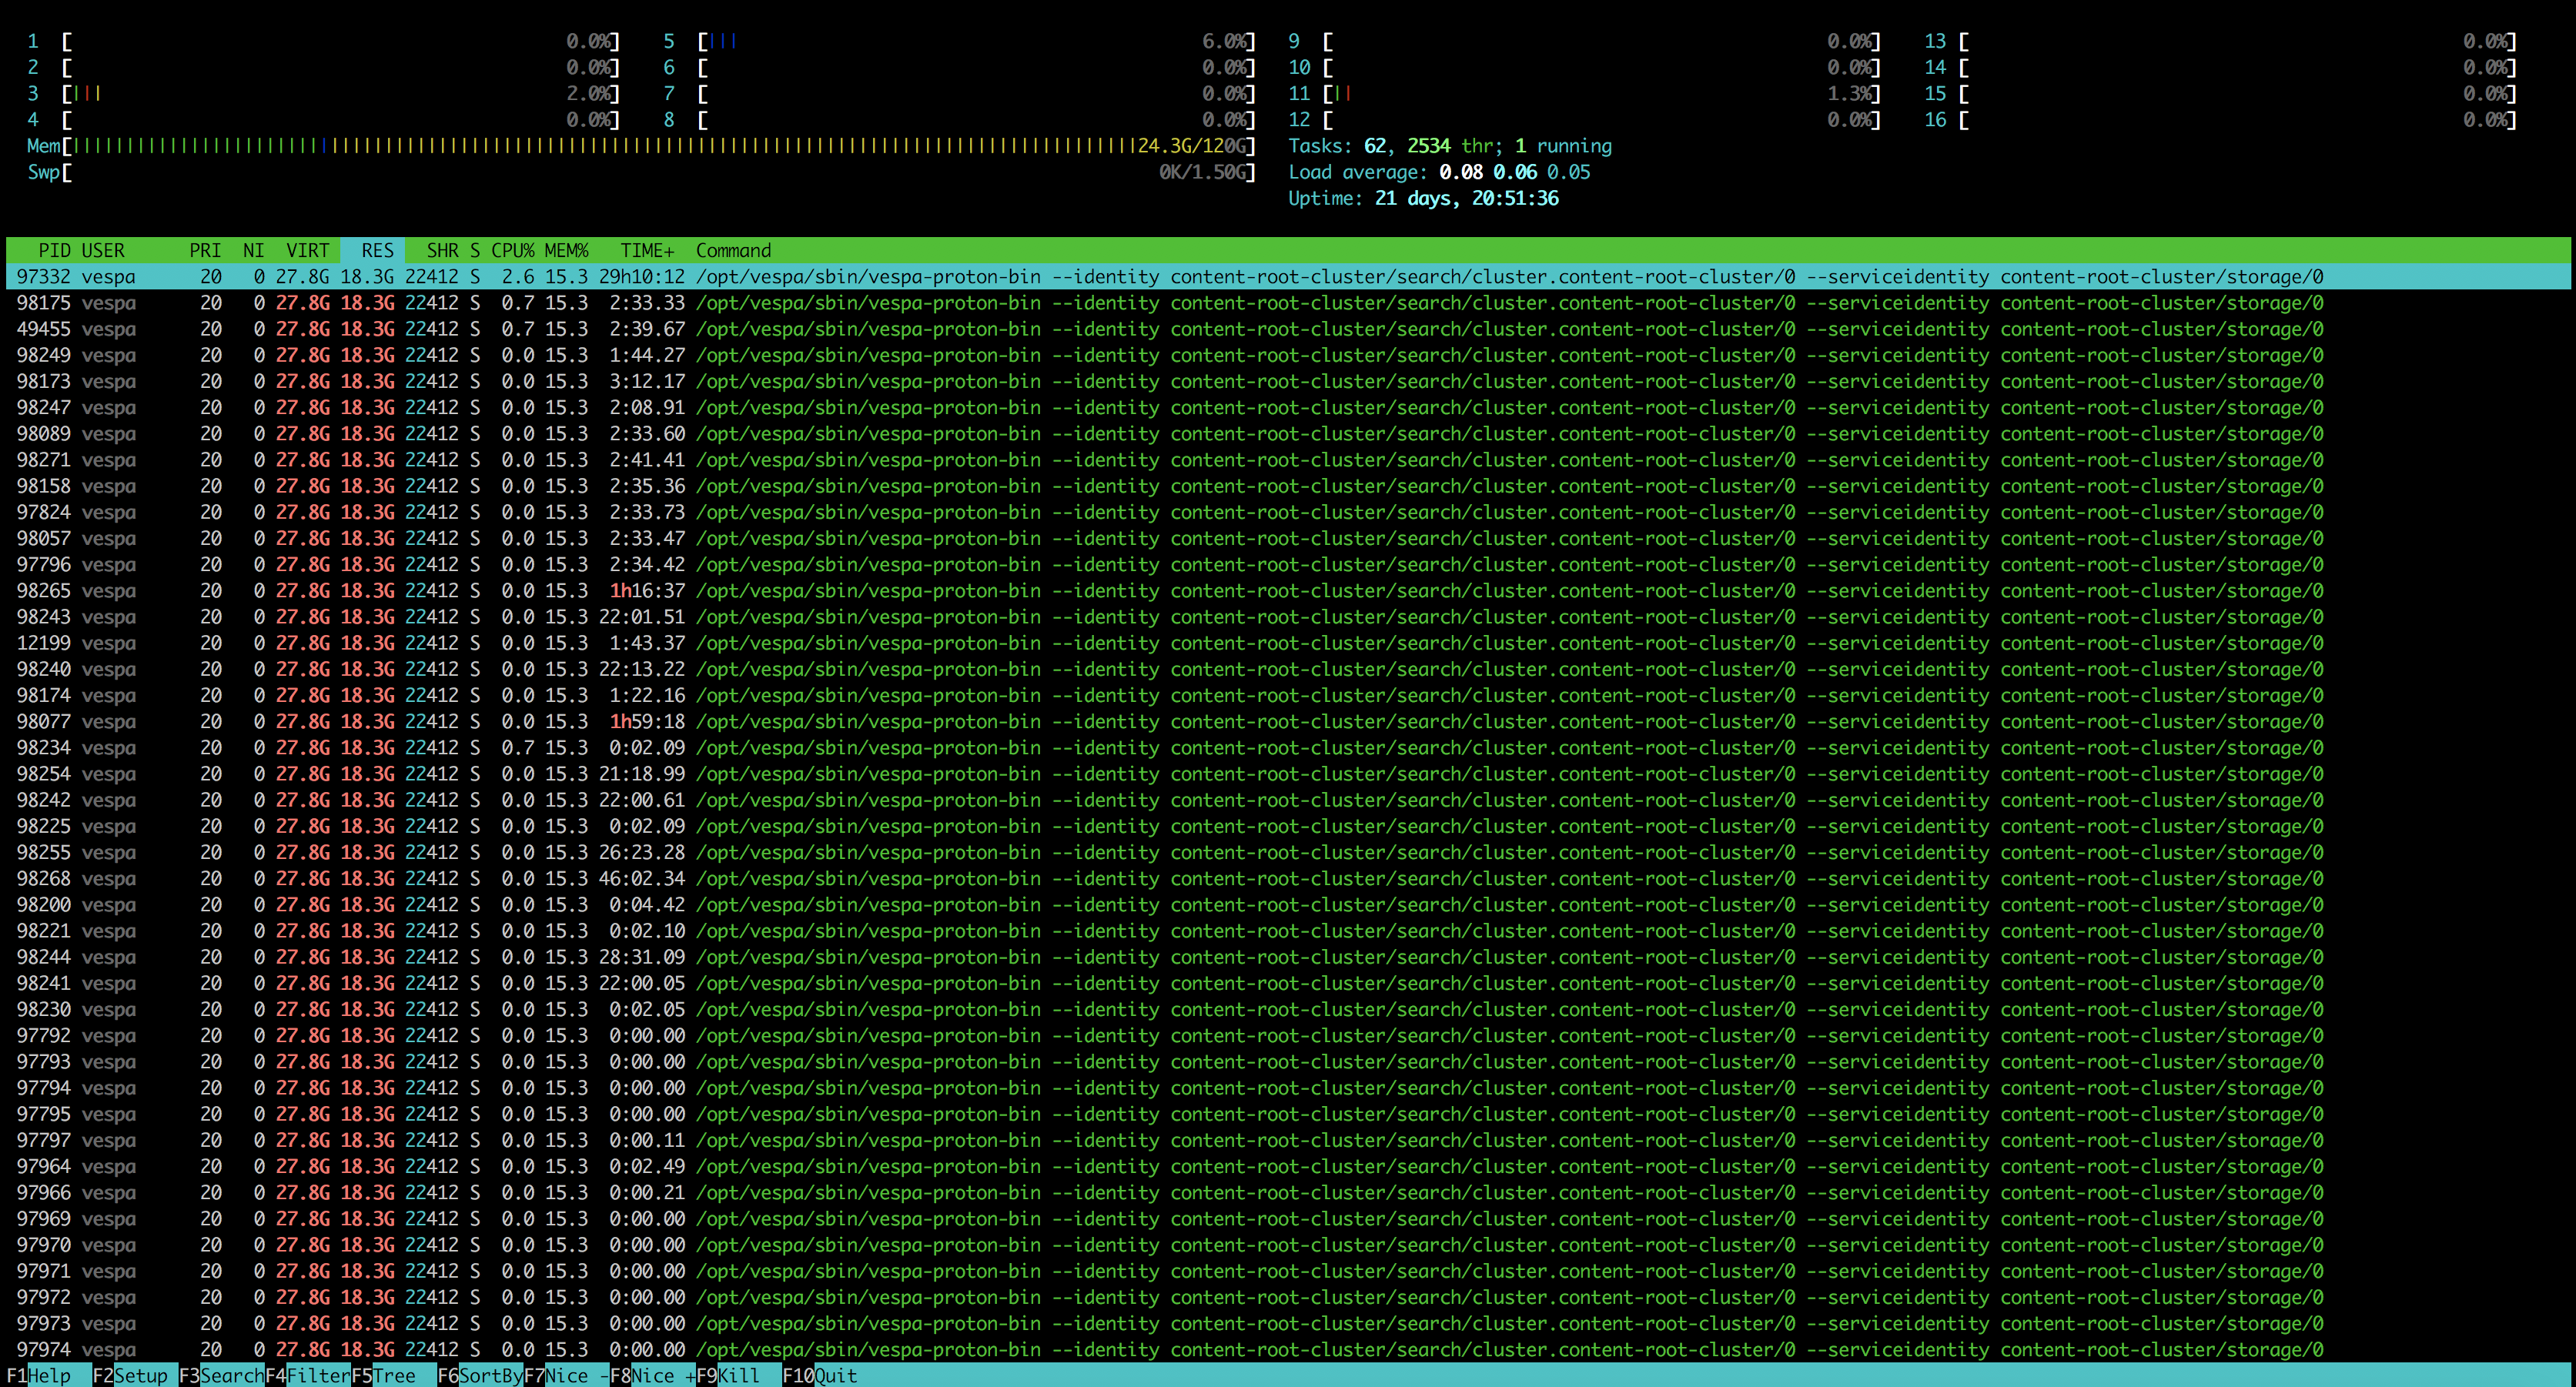 1 [ 0.0%] 5 [||| 6.0%] 9 [ 0.0%] 13 [ 0.0%]
2 [ 0.0%] 6 [ 0.0%] 10 [ 0.0%] 14 [ 0.0%]
3 [||| 2.0%] 7 [ 0.0%] 11 [|| 1.3%] 15 [ 0.0%]
4 [ 0.0%] 8 [ 0.0%] 12 [ 0.0%] 16 [ 0.0%]
Mem[24.3G/120G] Tasks: 62, 2534 thr; 1 running
Swp[ 0K/1.50G] Load average: 0.08 0.06 0.05
Uptime: 21 days, 20:51:36
PID USER PRI NI VIRT RES SHR S CPU% MEM% TIME+ Command
97332 vespa 20 0 27.8G 18.3G 22412 S 2.6 15.3 29h10:12 /opt/vespa/sbin/vespa-proton-bin --identity content-root-cluster/search/cluster.content-root-cluster/0 --serviceidentity content-root-cluster/storage/0
98175 vespa 20 0 27.8G 18.3G 22412 S 0.7 15.3 2:33.33 /opt/vespa/sbin/vespa-proton-bin --identity content-root-cluster/search/cluster.content-root-cluster/0 --serviceidentity content-root-cluster/storage/0
49455 vespa 20 0 27.8G 18.3G 22412 S 0.7 15.3 2:39.67 /opt/vespa/sbin/vespa-proton-bin --identity content-root-cluster/search/cluster.content-root-cluster/0 --serviceidentity content-root-cluster/storage/0
98249 vespa 20 0 27.8G 18.3G 22412 S 0.0 15.3 1:44.27 /opt/vespa/sbin/vespa-proton-bin --identity content-root-cluster/search/cluster.content-root-cluster/0 --serviceidentity content-root-cluster/storage/0
98173 vespa 20 0 27.8G 18.3G 22412 S 0.0 15.3 3:12.17 /opt/vespa/sbin/vespa-proton-bin --identity content-root-cluster/search/cluster.content-root-cluster/0 --serviceidentity content-root-cluster/storage/0
98247 vespa 20 0 27.8G 18.3G 22412 S 0.0 15.3 2:08.91 /opt/vespa/sbin/vespa-proton-bin --identity content-root-cluster/search/cluster.content-root-cluster/0 --serviceidentity content-root-cluster/storage/0
98089 vespa 20 0 27.8G 18.3G 22412 S 0.0 15.3 2:33.60 /opt/vespa/sbin/vespa-proton-bin --identity content-root-cluster/search/cluster.content-root-cluster/0 --serviceidentity content-root-cluster/storage/0
98271 vespa 20 0 27.8G 18.3G 22412 S 0.0 15.3 2:41.41 /opt/vespa/sbin/vespa-proton-bin --identity content-root-cluster/search/cluster.content-root-cluster/0 --serviceidentity content-root-cluster/storage/0
98158 vespa 20 0 27.8G 18.3G 22412 S 0.0 15.3 2:35.36 /opt/vespa/sbin/vespa-proton-bin --identity content-root-cluster/search/cluster.content-root-cluster/0 --serviceidentity content-root-cluster/storage/0
97824 vespa 20 0 27.8G 18.3G 22412 S 0.0 15.3 2:33.73 /opt/vespa/sbin/vespa-proton-bin --identity content-root-cluster/search/cluster.content-root-cluster/0 --serviceidentity content-root-cluster/storage/0
98057 vespa 20 0 27.8G 18.3G 22412 S 0.0 15.3 2:33.47 /opt/vespa/sbin/vespa-proton-bin --identity content-root-cluster/search/cluster.content-root-cluster/0 --serviceidentity content-root-cluster/storage/0
97796 vespa 20 0 27.8G 18.3G 22412 S 0.0 15.3 2:34.42 /opt/vespa/sbin/vespa-proton-bin --identity content-root-cluster/search/cluster.content-root-cluster/0 --serviceidentity content-root-cluster/storage/0
98265 vespa 20 0 27.8G 18.3G 22412 S 0.0 15.3 1h16:37 /opt/vespa/sbin/vespa-proton-bin --identity content-root-cluster/search/cluster.content-root-cluster/0 --serviceidentity content-root-cluster/storage/0
98243 vespa 20 0 27.8G 18.3G 22412 S 0.0 15.3 22:01.51 /opt/vespa/sbin/vespa-proton-bin --identity content-root-cluster/search/cluster.content-root-cluster/0 --serviceidentity content-root-cluster/storage/0
12199 vespa 20 0 27.8G 18.3G 22412 S 0.0 15.3 1:43.37 /opt/vespa/sbin/vespa-proton-bin --identity content-root-cluster/search/cluster.content-root-cluster/0 --serviceidentity content-root-cluster/storage/0
98240 vespa 20 0 27.8G 18.3G 22412 S 0.0 15.3 22:13.22 /opt/vespa/sbin/vespa-proton-bin --identity content-root-cluster/search/cluster.content-root-cluster/0 --serviceidentity content-root-cluster/storage/0
98174 vespa 20 0 27.8G 18.3G 22412 S 0.0 15.3 1:22.16 /opt/vespa/sbin/vespa-proton-bin --identity content-root-cluster/search/cluster.content-root-cluster/0 --serviceidentity content-root-cluster/storage/0
98077 vespa 20 0 27.8G 18.3G 22412 S 0.0 15.3 1h59:18 /opt/vespa/sbin/vespa-proton-bin --identity content-root-cluster/search/cluster.content-root-cluster/0 --serviceidentity content-root-cluster/storage/0
98234 vespa 20 0 27.8G 18.3G 22412 S 0.7 15.3 0:02.09 /opt/vespa/sbin/vespa-proton-bin --identity content-root-cluster/search/cluster.content-root-cluster/0 --serviceidentity content-root-cluster/storage/0
98254 vespa 20 0 27.8G 18.3G 22412 S 0.0 15.3 21:18.99 /opt/vespa/sbin/vespa-proton-bin --identity content-root-cluster/search/cluster.content-root-cluster/0 --serviceidentity content-root-cluster/storage/0
98242 vespa 20 0 27.8G 18.3G 22412 S 0.0 15.3 22:00.61 /opt/vespa/sbin/vespa-proton-bin --identity content-root-cluster/search/cluster.content-root-cluster/0 --serviceidentity content-root-cluster/storage/0
98225 vespa 20 0 27.8G 18.3G 22412 S 0.0 15.3 0:02.09 /opt/vespa/sbin/vespa-proton-bin --identity content-root-cluster/search/cluster.content-root-cluster/0 --serviceidentity content-root-cluster/storage/0
98255 vespa 20 0 27.8G 18.3G 22412 S 0.0 15.3 26:23.28 /opt/vespa/sbin/vespa-proton-bin --identity content-root-cluster/search/cluster.content-root-cluster/0 --serviceidentity content-root-cluster/storage/0
98268 vespa 20 0 27.8G 18.3G 22412 S 0.0 15.3 46:02.34 /opt/vespa/sbin/vespa-proton-bin --identity content-root-cluster/search/cluster.content-root-cluster/0 --serviceidentity content-root-cluster/storage/0
98200 vespa 20 0 27.8G 18.3G 22412 S 0.0 15.3 0:04.42 /opt/vespa/sbin/vespa-proton-bin --identity content-root-cluster/search/cluster.content-root-cluster/0 --serviceidentity content-root-cluster/storage/0
98221 vespa 20 0 27.8G 18.3G 22412 S 0.0 15.3 0:02.10 /opt/vespa/sbin/vespa-proton-bin --identity content-root-cluster/search/cluster.content-root-cluster/0 --serviceidentity content-root-cluster/storage/0
98244 vespa 20 0 27.8G 18.3G 22412 S 0.0 15.3 28:31.09 /opt/vespa/sbin/vespa-proton-bin --identity content-root-cluster/search/cluster.content-root-cluster/0 --serviceidentity content-root-cluster/storage/0
98241 vespa 20 0 27.8G 18.3G 22412 S 0.0 15.3 22:00.05 /opt/vespa/sbin/vespa-proton-bin --identity content-root-cluster/search/cluster.content-root-cluster/0 --serviceidentity content-root-cluster/storage/0
98230 vespa 20 0 27.8G 18.3G 22412 S 0.0 15.3 0:02.05 /opt/vespa/sbin/vespa-proton-bin --identity content-root-cluster/search/cluster.content-root-cluster/0 --serviceidentity content-root-cluster/storage/0
97792 vespa 20 0 27.8G 18.3G 22412 S 0.0 15.3 0:00.00 /opt/vespa/sbin/vespa-proton-bin --identity content-root-cluster/search/cluster.content-root-cluster/0 --serviceidentity content-root-cluster/storage/0
97793 vespa 20 0 27.8G 18.3G 22412 S 0.0 15.3 0:00.00 /opt/vespa/sbin/vespa-proton-bin --identity content-root-cluster/search/cluster.content-root-cluster/0 --serviceidentity content-root-cluster/storage/0
97794 vespa 20 0 27.8G 18.3G 22412 S 0.0 15.3 0:00.00 /opt/vespa/sbin/vespa-proton-bin --identity content-root-cluster/search/cluster.content-root-cluster/0 --serviceidentity content-root-cluster/storage/0
97795 vespa 20 0 27.8G 18.3G 22412 S 0.0 15.3 0:00.00 /opt/vespa/sbin/vespa-proton-bin --identity content-root-cluster/search/cluster.content-root-cluster/0 --serviceidentity content-root-cluster/storage/0
97797 vespa 20 0 27.8G 18.3G 22412 S 0.0 15.3 0:00.11 /opt/vespa/sbin/vespa-proton-bin --identity content-root-cluster/search/cluster.content-root-cluster/0 --serviceidentity content-root-cluster/storage/0
97964 vespa 20 0 27.8G 18.3G 22412 S 0.0 15.3 0:02.49 /opt/vespa/sbin/vespa-proton-bin --identity content-root-cluster/search/cluster.content-root-cluster/0 --serviceidentity content-root-cluster/storage/0
97966 vespa 20 0 27.8G 18.3G 22412 S 0.0 15.3 0:00.21 /opt/vespa/sbin/vespa-proton-bin --identity content-root-cluster/search/cluster.content-root-cluster/0 --serviceidentity content-root-cluster/storage/0
97969 vespa 20 0 27.8G 18.3G 22412 S 0.0 15.3 0:00.00 /opt/vespa/sbin/vespa-proton-bin --identity content-root-cluster/search/cluster.content-root-cluster/0 --serviceidentity content-root-cluster/storage/0
97970 vespa 20 0 27.8G 18.3G 22412 S 0.0 15.3 0:00.00 /opt/vespa/sbin/vespa-proton-bin --identity content-root-cluster/search/cluster.content-root-cluster/0 --serviceidentity content-root-cluster/storage/0
97971 vespa 20 0 27.8G 18.3G 22412 S 0.0 15.3 0:00.00 /opt/vespa/sbin/vespa-proton-bin --identity content-root-cluster/search/cluster.content-root-cluster/0 --serviceidentity content-root-cluster/storage/0
97972 vespa 20 0 27.8G 18.3G 22412 S 0.0 15.3 0:00.00 /opt/vespa/sbin/vespa-proton-bin --identity content-root-cluster/search/cluster.content-root-cluster/0 --serviceidentity content-root-cluster/storage/0
97973 vespa 20 0 27.8G 18.3G 22412 S 0.0 15.3 0:00.00 /opt/vespa/sbin/vespa-proton-bin --identity content-root-cluster/search/cluster.content-root-cluster/0 --serviceidentity content-root-cluster/storage/0
97974 vespa 20 0 27.8G 18.3G 22412 S 0.0 15.3 0:00.00 /opt/vespa/sbin/vespa-proton-bin --identity content-root-cluster/search/cluster.content-root-cluster/0 --serviceidentity content-root-cluster/storage/0
F1Help F2Setup F3SearchF4FilterF5Tree F6SortByF7Nice -F8Nice +F9Kill F10Quit